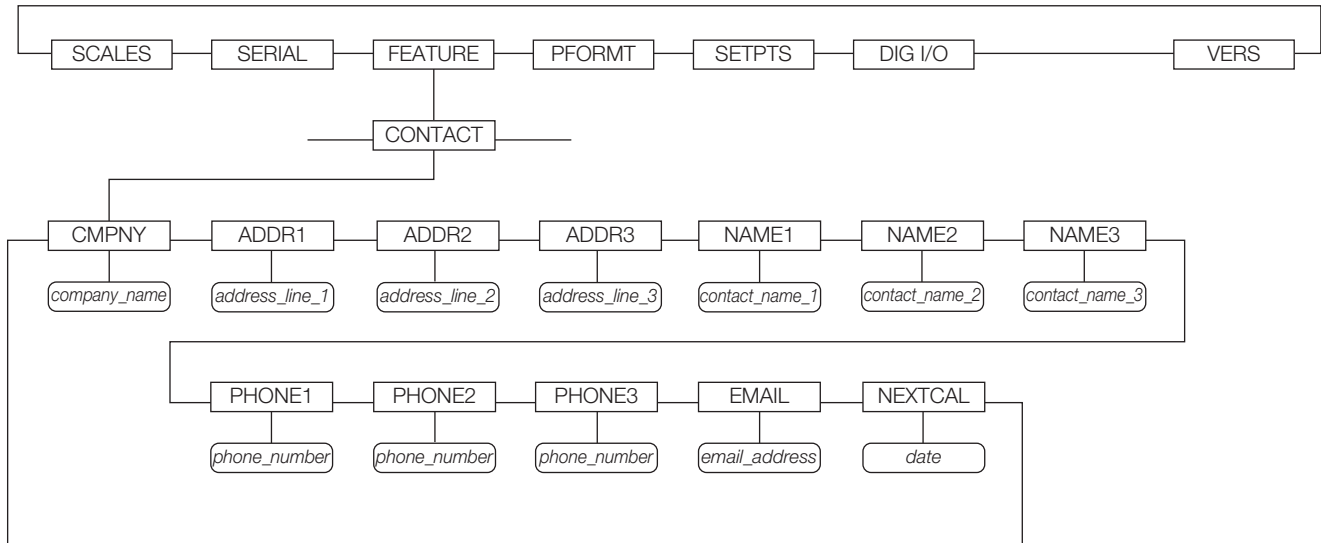 SCALES SERIAL FEATURE PFORMT SETPTS DIG I/O VERS
CONTACT
CMPNY ADDR1 ADDR2 ADDR3 NAME1 NAME2 NAME3
company_name address_line_1 address_line_2 address_line_3 contact_name_1 contact_name_2 contact_name_3
PHONE1 PHONE2 PHONE3 EMAIL NEXTCAL
phone_number phone_number phone_number email_address date